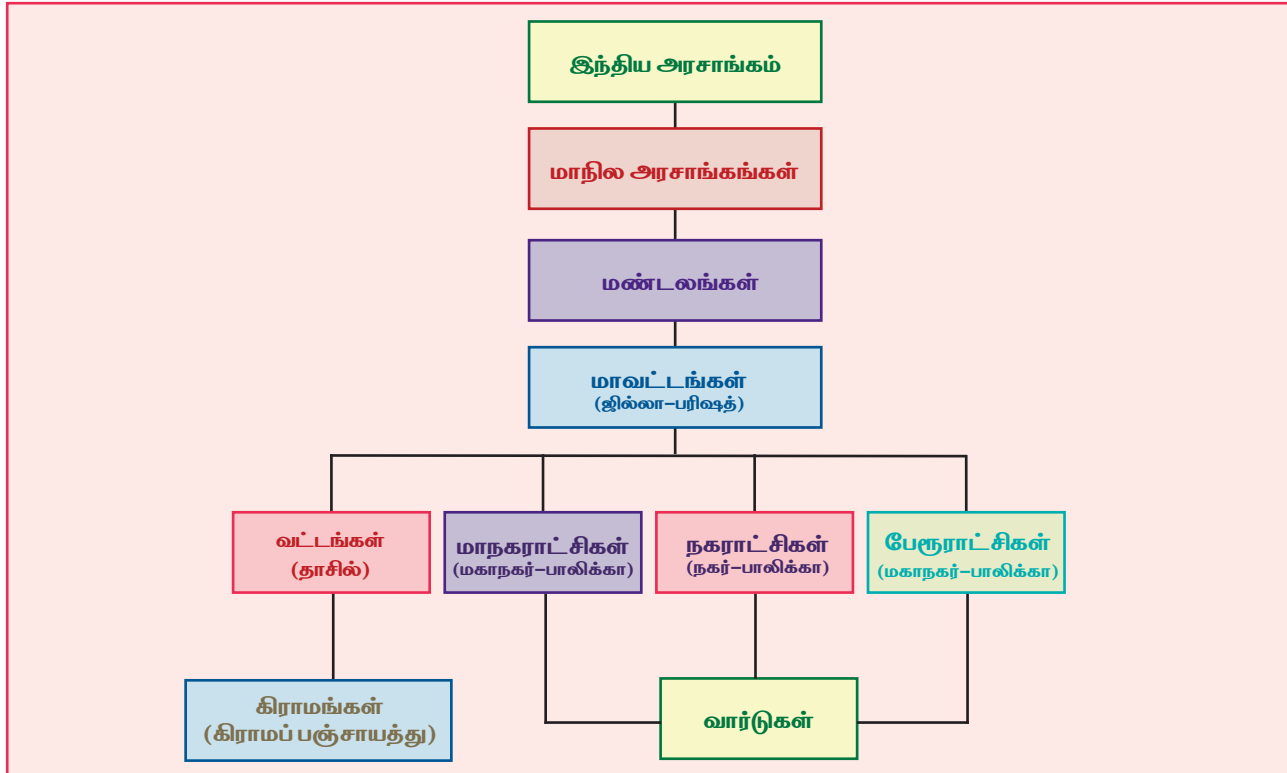 இந்திய அரசாங்கம்
மாநில அரசாங்கங்கள்
மண்டலங்கள்
மாவட்டங்கள்
(ஜில்லா-பரிஷத்)
வட்டங்கள்
(தாசில்)
மாநகராட்சிகள்
(மகாநகர்-பாலிக்கா)
நகராட்சிகள்
(நகர்-பாலிக்கா)
பேரூராட்சிகள்
(மகாநகர்-பாலிக்கா)
கிராமங்கள்
(கிராமப் பஞ்சாயத்து)
வார்டுகள்